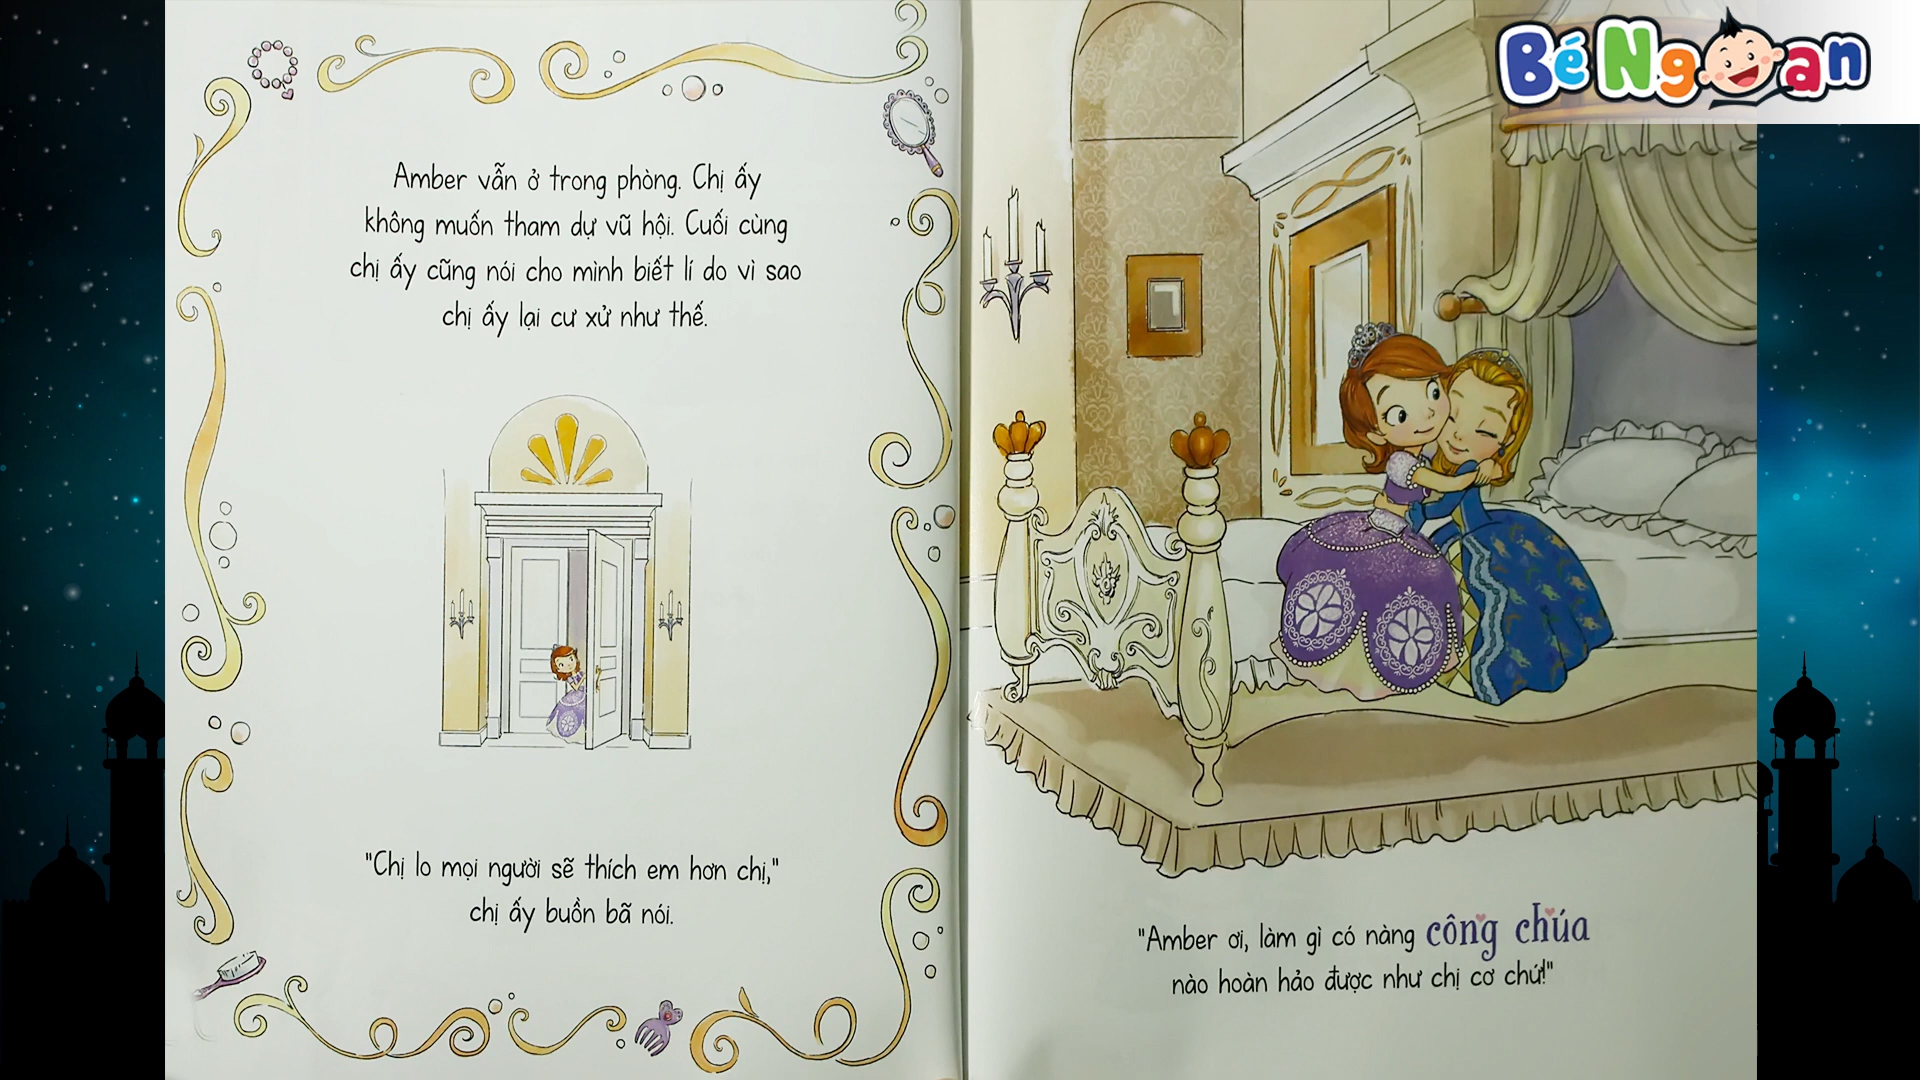 Bé Ngoan
Amber vẫn ở trong phòng. Chị ấy
không muốn tham dự vũ hội. Cuối cùng
chị ấy cũng nói cho mình biết lí do vì sao
chị ấy lại cư xử như thế.
"Chị lo mọi người sẽ thích em hơn chị,"
chị ấy buồn bã nói.
"Amber ơi, làm gì có nàng công chúa
nào hoàn hảo được như chị cơ chứ!"